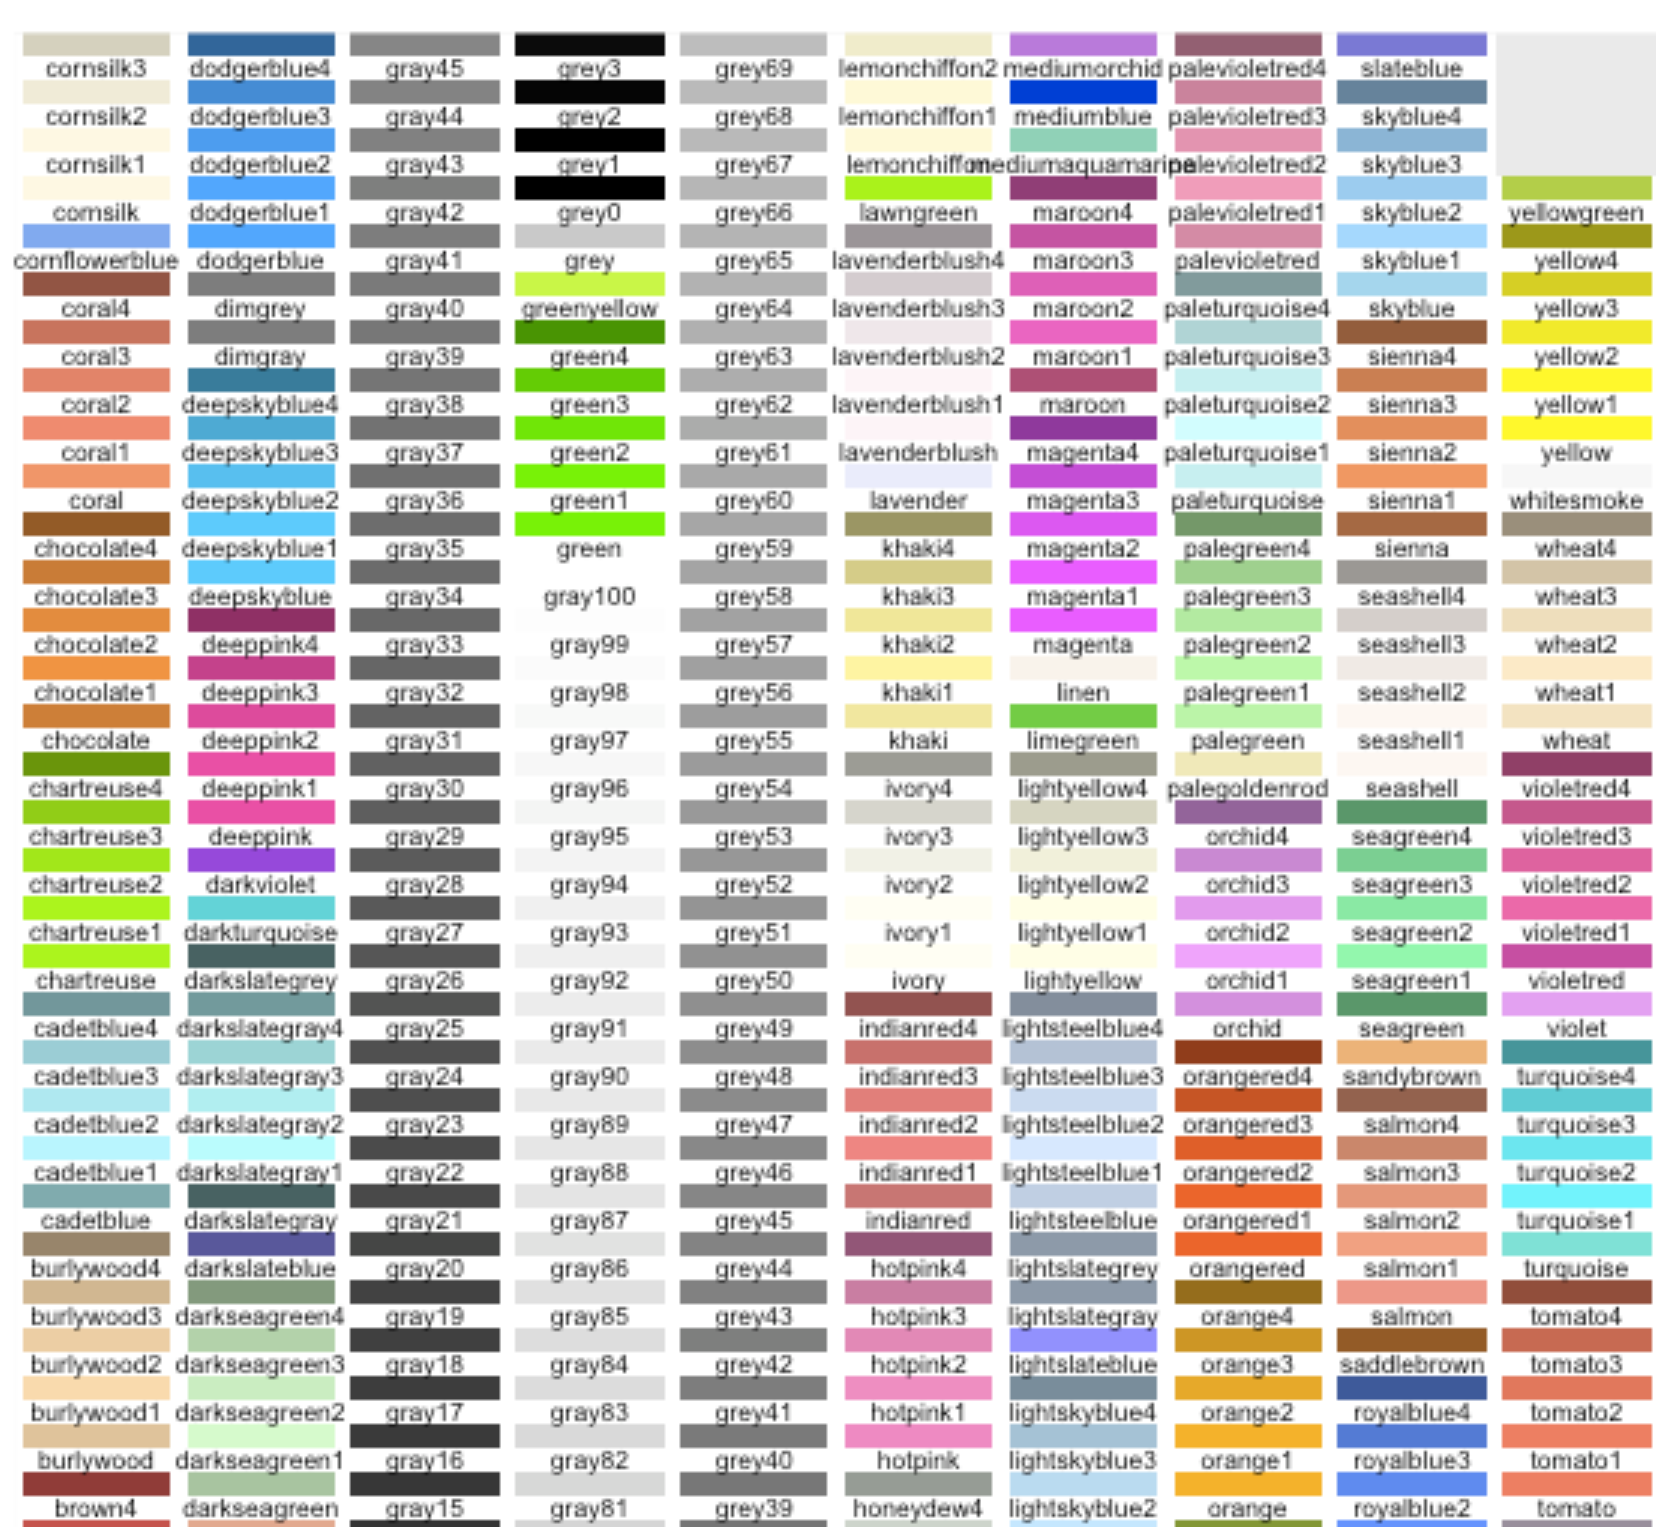 cornsilk3 dodgerblue4 gray45 grey3 grey69 lemonchiffon2 mediumorchid palevioletred4 slateblue
cornsilk2 dodgerblue3 gray44 grey2 grey68 lemonchiffon1 mediumblue palevioletred3 skyblue4
cornsilk1 dodgerblue2 gray43 grey1 grey67 lemonchiffon mediumaquamarine palevioletred2 skyblue3
cornsilk dodgerblue1 gray42 grey0 grey66 lawngreen maroon4 palevioletred1 skyblue2 yellowgreen
cornflowerblue dodgerblue gray41 grey grey65 lavenderblush4 maroon3 palevioletred skyblue1 yellow4
coral4 dimgrey gray40 greenyellow grey64 lavenderblush3 maroon2 paleturquoise4 skyblue yellow3
coral3 dimgray gray39 green4 grey63 lavenderblush2 maroon1 paleturquoise3 sienna4 yellow2
coral2 deepskyblue4 gray38 green3 grey62 lavenderblush1 maroon paleturquoise2 sienna3 yellow1
coral1 deepskyblue3 gray37 green2 grey61 lavenderblush magenta4 paleturquoise1 sienna2 yellow
coral deepskyblue2 gray36 green1 grey60 lavender magenta3 paleturquoise sienna1 whitesmoke
chocolate4 deepskyblue1 gray35 green grey59 khaki4 magenta2 palegreen4 sienna wheat4
chocolate3 deepskyblue gray34 gray100 grey58 khaki3 magenta1 palegreen3 seashell4 wheat3
chocolate2 deeppink4 gray33 gray99 grey57 khaki2 magenta palegreen2 seashell3 wheat2
chocolate1 deeppink3 gray32 gray98 grey56 khaki1 linen palegreen1 seashell2 wheat1
chocolate deeppink2 gray31 gray97 grey55 khaki limegreen palegreen seashell1 wheat
chartreuse4 deeppink1 gray30 gray96 grey54 ivory4 lightyellow4 palegoldenrod seashell violetred4
chartreuse3 deeppink gray29 gray95 grey53 ivory3 lightyellow3 orchid4 seagreen4 violetred3
chartreuse2 darkviolet gray28 gray94 grey52 ivory2 lightyellow2 orchid3 seagreen3 violetred2
chartreuse1 darkturquoise gray27 gray93 grey51 ivory1 lightyellow1 orchid2 seagreen2 violetred1
chartreuse darkslategrey gray26 gray92 grey50 ivory lightyellow orchid1 seagreen1 violetred
cadetblue4 darkslategray4 gray25 gray91 grey49 indianred4 lightsteelblue4 orchid seagreen violet
cadetblue3 darkslategray3 gray24 gray90 grey48 indianred3 lightsteelblue3 orangered4 sandybrown turquoise4
cadetblue2 darkslategray2 gray23 gray89 grey47 indianred2 lightsteelblue2 orangered3 salmon4 turquoise3
cadetblue1 darkslategray1 gray22 gray88 grey46 indianred1 lightsteelblue1 orangered2 salmon3 turquoise2
cadetblue darkslategray gray21 gray87 grey45 indianred lightsteelblue orangered1 salmon2 turquoise1
burlywood4 darkslateblue gray20 gray86 grey44 hotpink4 lightslategrey orangered salmon1 turquoise
burlywood3 darkseagreen4 gray19 gray85 grey43 hotpink3 lightslategray orange4 salmon tomato4
burlywood2 darkseagreen3 gray18 gray84 grey42 hotpink2 lightslateblue orange3 saddlebrown tomato3
burlywood1 darkseagreen2 gray17 gray83 grey41 hotpink1 lightskyblue4 orange2 royalblue4 tomato2
burlywood darkseagreen1 gray16 gray82 grey40 hotpink lightskyblue3 orange1 royalblue3 tomato1
brown4 darkseagreen gray15 gray81 grey39 honeydew4 lightskyblue2 orange royalblue2 tomato